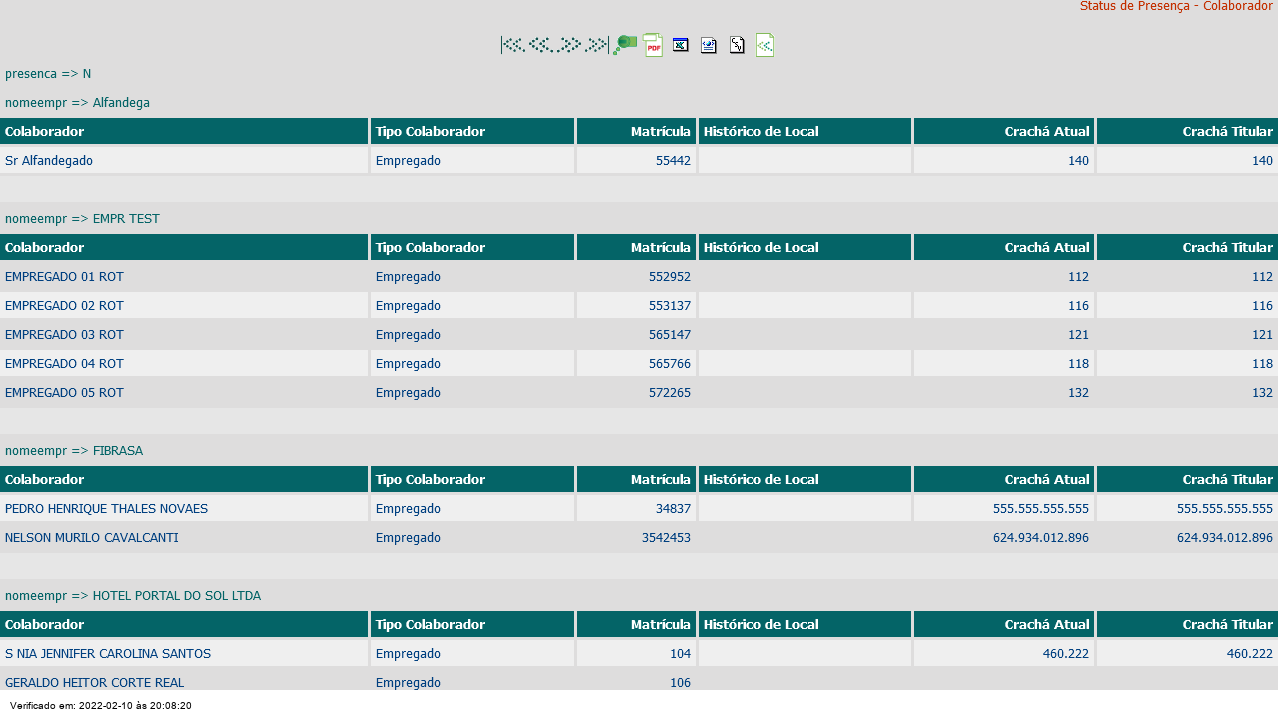 Status de Presença - Colaborador
PDF
presenca => N
nomeempr => Alfandega
Colaborador Tipo Colaborador Matrícula Histórico de Local Crachá Atual Crachá Titular
Sr Alfandegado Empregado 55442 140 140
nomeempr => EMPR TEST
Colaborador Tipo Colaborador Matrícula Histórico de Local Crachá Atual Crachá Titular
EMPREGADO 01 ROT Empregado 552952 112 112
EMPREGADO 02 ROT Empregado 553137 116 116
EMPREGADO 03 ROT Empregado 565147 121 121
EMPREGADO 04 ROT Empregado 565766 118 118
EMPREGADO 05 ROT Empregado 572265 132 132
nomeempr => FIBRASA
Colaborador Tipo Colaborador Matrícula Histórico de Local Crachá Atual Crachá Titular
PEDRO HENRIQUE THALES NOVAES Empregado 34837 555.555.555.555 555.555.555.555
NELSON MURILO CAVALCANTI Empregado 3542453 624.934.012.896 624.934.012.896
nomeempr => HOTEL PORTAL DO SOL LTDA
Colaborador Tipo Colaborador Matrícula Histórico de Local Crachá Atual Crachá Titular
S NIA JENNIFER CAROLINA SANTOS Empregado 104 460.222 460.222
GERALDO HEITOR CORTE REAL Empregado 106
Verificado em: 2022-02-10 às 20:08:20